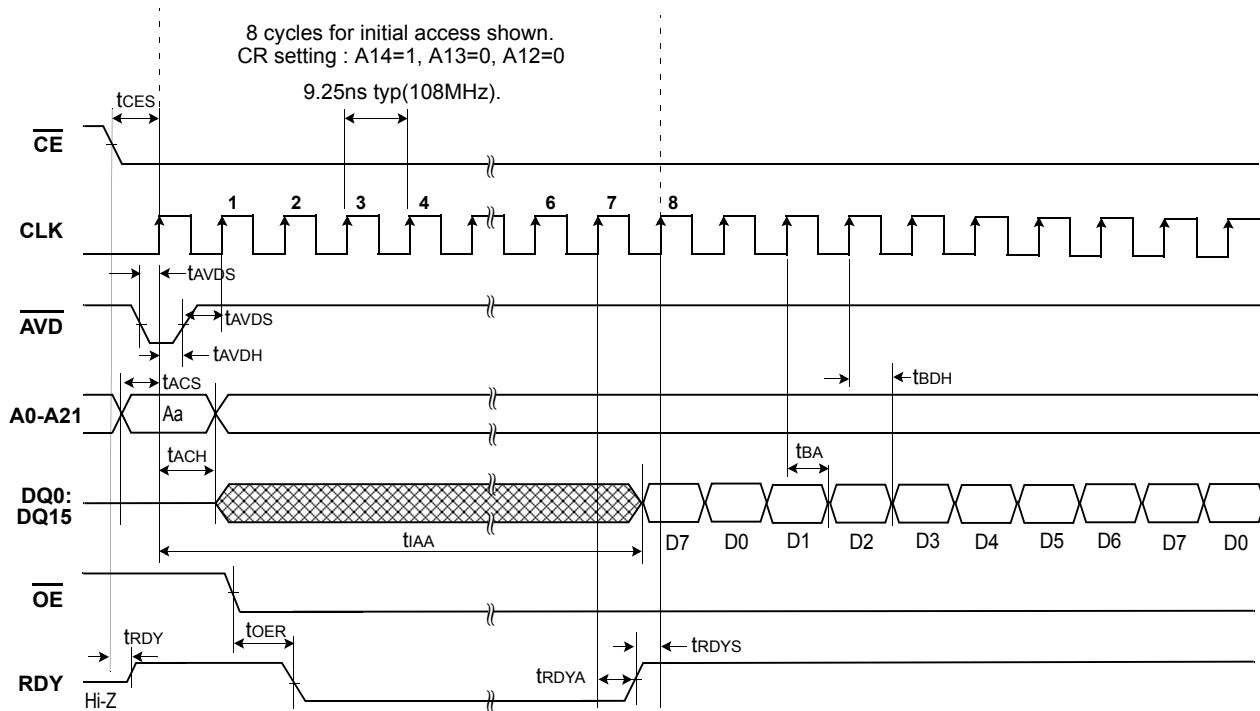 8 cycles for initial access shown.
CR setting : A14=1, A13=0, A12=0
9.25ns typ(108MHz).
tCES
CE
CLK
1 2 3 4 6 7 8
tAVDS
AVD
tAVDS
tAVDH
tBDH
tACS
A0-A21
Aa
tACH
tBA
DQ0:
DQ15
tIAA
D7 D0 D1 D2 D3 D4 D5 D6 D7 D0
OE
tRDY
tOER
tRDYS
tRDYA
RDY
Hi-Z